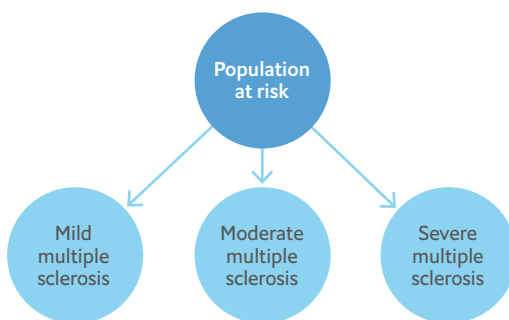 Population
at risk
Mild
multiple
sclerosis
Moderate
multiple
sclerosis
Severe
multiple
sclerosis